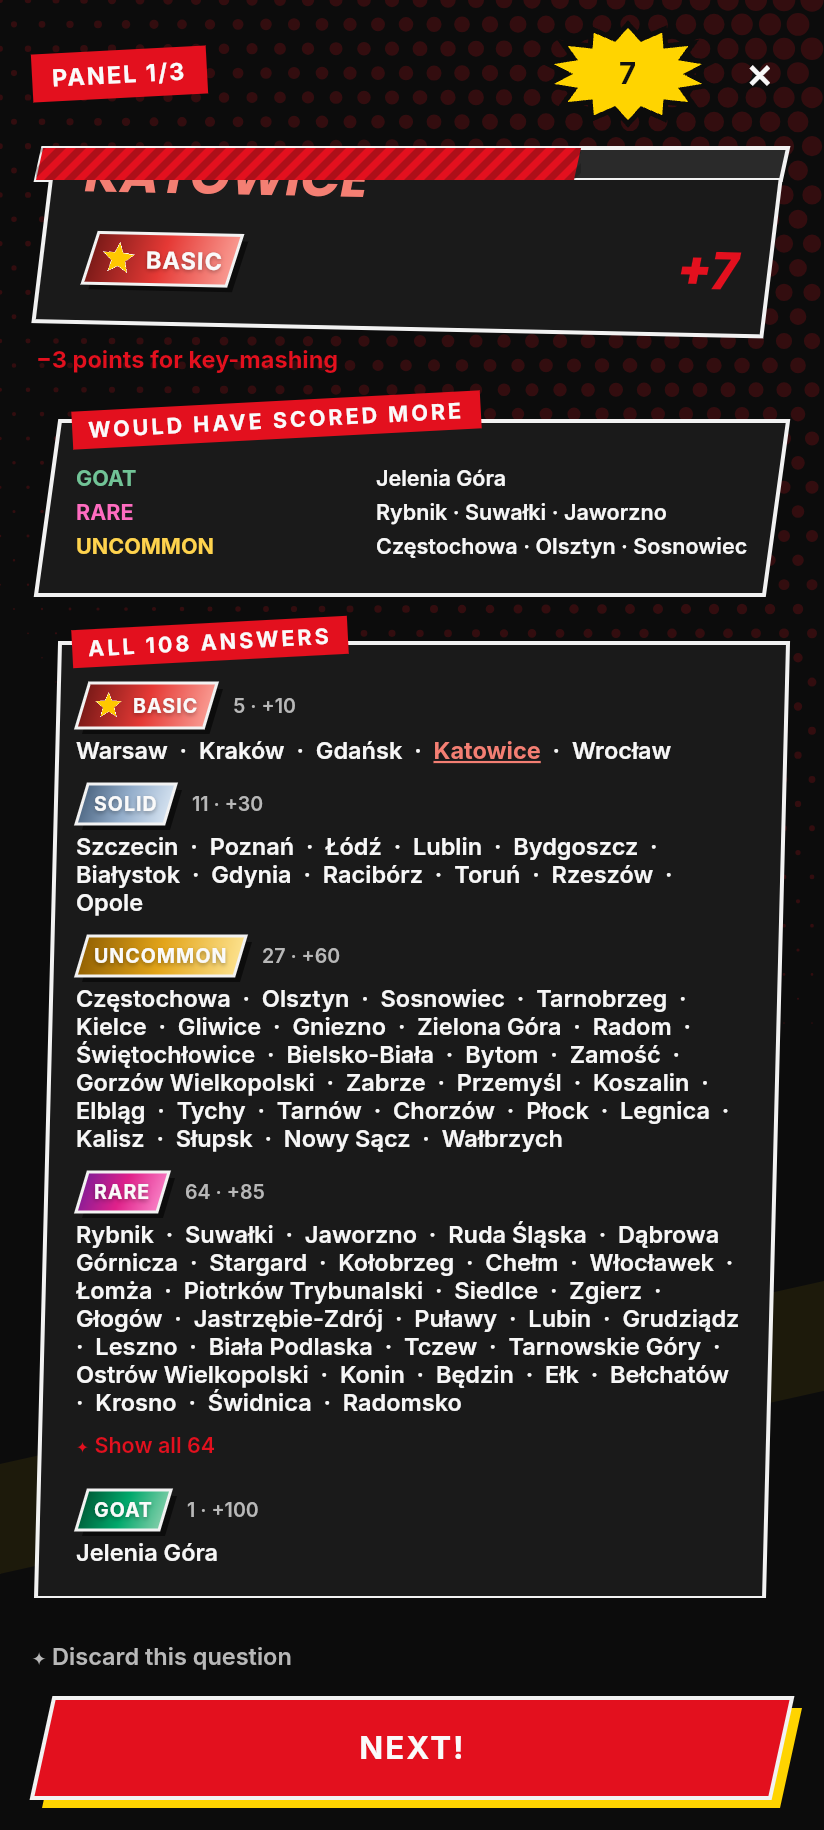 PANEL 1/3
7
×
KATOWICE
BASIC
+7
−3 points for key-mashing
WOULD HAVE SCORED MORE
GOAT Jelenia Góra
RARE Rybnik · Suwałki · Jaworzno
UNCOMMON Częstochowa · Olsztyn · Sosnowiec
ALL 108 ANSWERS
BASIC 5 · +10
Warsaw · Kraków · Gdańsk · Katowice · Wrocław
SOLID 11 · +30
Szczecin · Poznań · Łódź · Lublin · Bydgoszcz ·
Białystok · Gdynia · Racibórz · Toruń · Rzeszów ·
Opole
UNCOMMON 27 · +60
Częstochowa · Olsztyn · Sosnowiec · Tarnobrzeg ·
Kielce · Gliwice · Gniezno · Zielona Góra · Radom ·
Świętochłowice · Bielsko-Biała · Bytom · Zamość ·
Gorzów Wielkopolski · Zabrze · Przemyśl · Koszalin ·
Elbląg · Tychy · Tarnów · Chorzów · Płock · Legnica ·
Kalisz · Słupsk · Nowy Sącz · Wałbrzych
RARE 64 · +85
Rybnik · Suwałki · Jaworzno · Ruda Śląska · Dąbrowa
Górnicza · Stargard · Kołobrzeg · Chełm · Włocławek ·
Łomża · Piotrków Trybunalski · Siedlce · Zgierz ·
Głogów · Jastrzębie-Zdrój · Puławy · Lubin · Grudziądz
· Leszno · Biała Podlaska · Tczew · Tarnowskie Góry ·
Ostrów Wielkopolski · Konin · Będzin · Ełk · Bełchatów
· Krosno · Świdnica · Radomsko
✦ Show all 64
GOAT 1 · +100
Jelenia Góra
✦ Discard this question
NEXT!